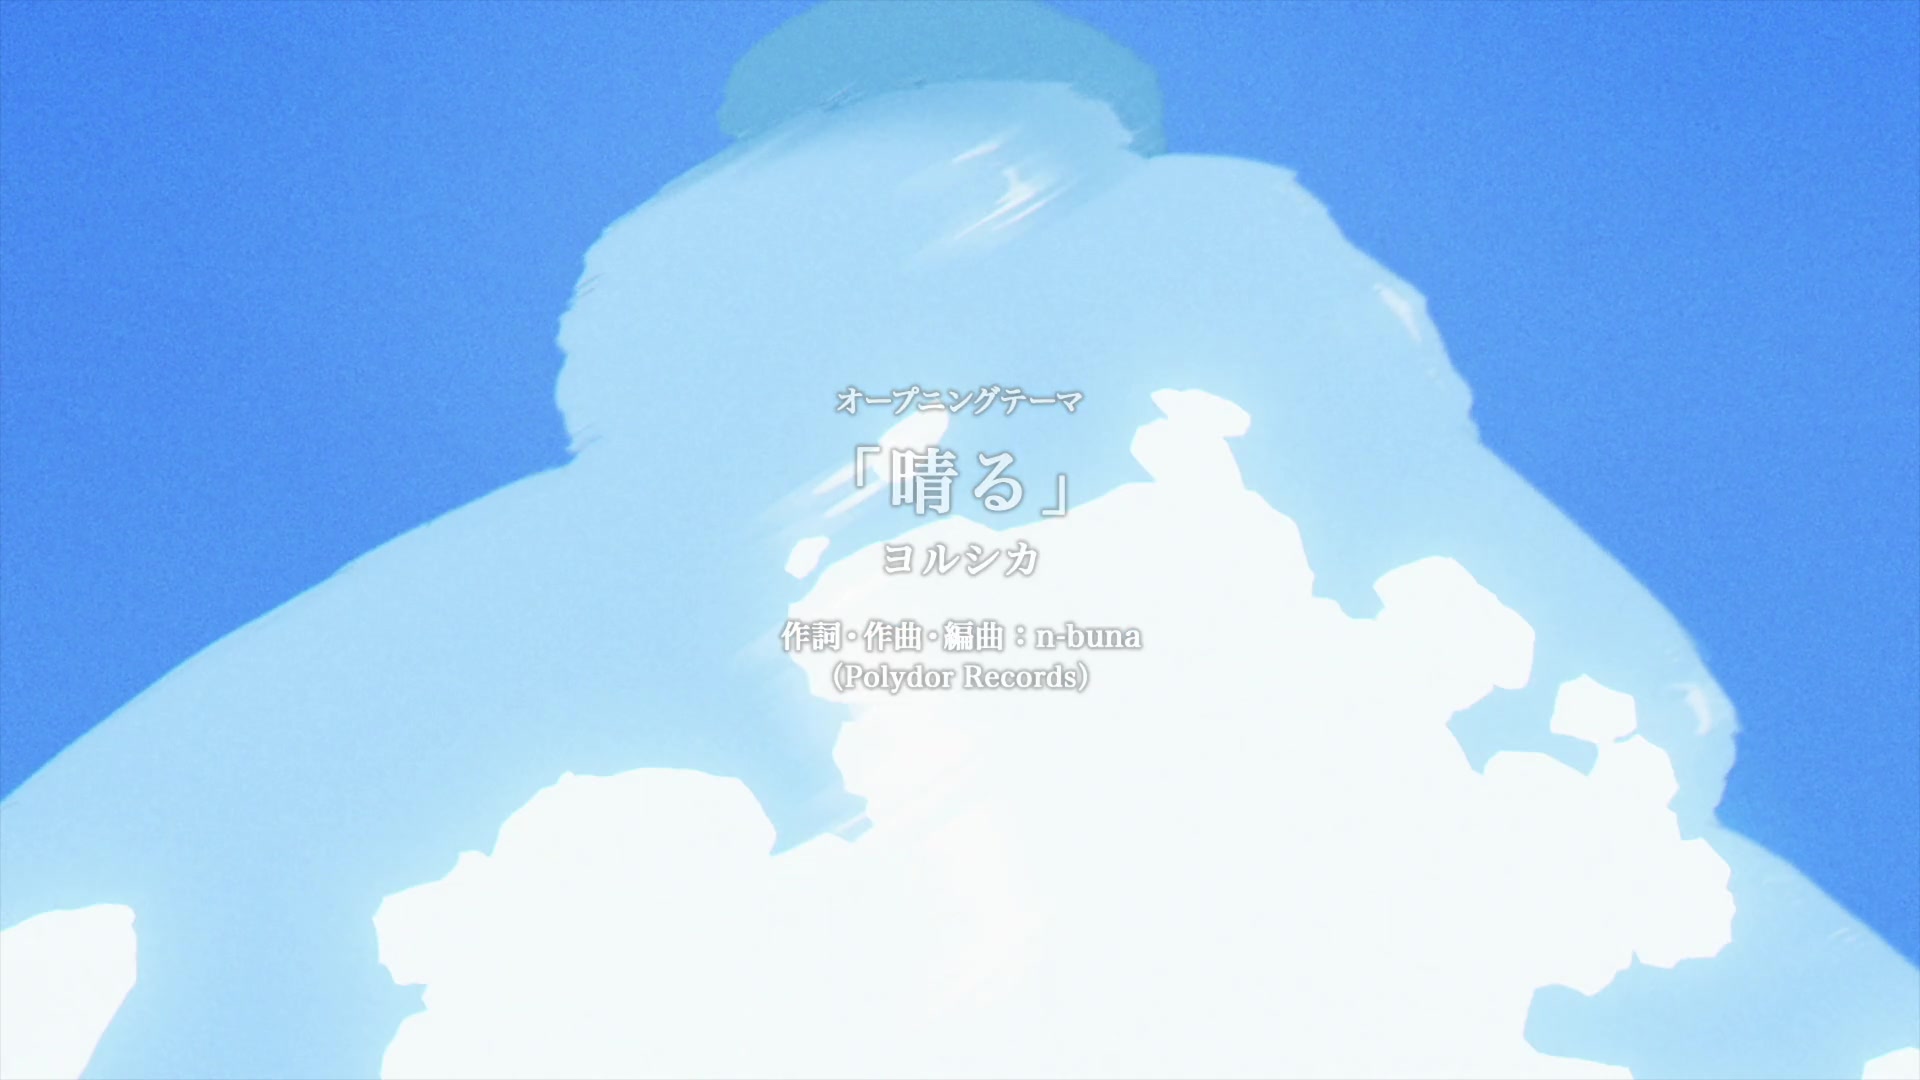 オープニングテーマ
「晴る」
ヨルシカ
作詞・作曲・編曲：n-buna
（Polydor Records）